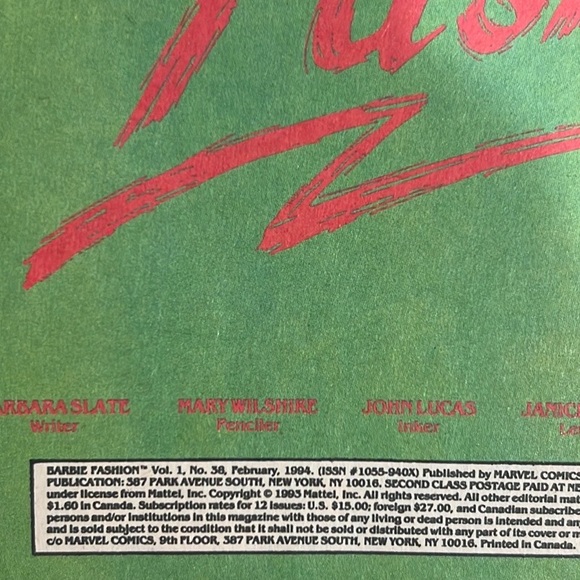 BARBARA SLATE MARY WILSHIRE JOHN LUCAS JANICE
Writer Penciler Inker
BARBIE FASHION™ Vol. 1, No. 38, February, 1994. (ISSN #1055-940X) Published by MARVEL COMICS
PUBLICATION: 387 PARK AVENUE SOUTH, NEW YORK, NY 10016. SECOND CLASS POSTAGE PAID AT NE
under license from Mattel, Inc. Copyright © 1993 Mattel, Inc. All rights reserved. All other editorial mat
$1.60 in Canada. Subscription rates for 12 issues: U.S. $15.00; foreign $27.00, and Canadian subscribe
persons and/or institutions in this magazine with those of any living or dead person is intended and an
and is sold subject to the condition that it shall not be sold or distributed with any part of its cover or m
c/o MARVEL COMICS, 9th FLOOR, 387 PARK AVENUE SOUTH, NEW YORK, NY 10016. Printed in Canada.